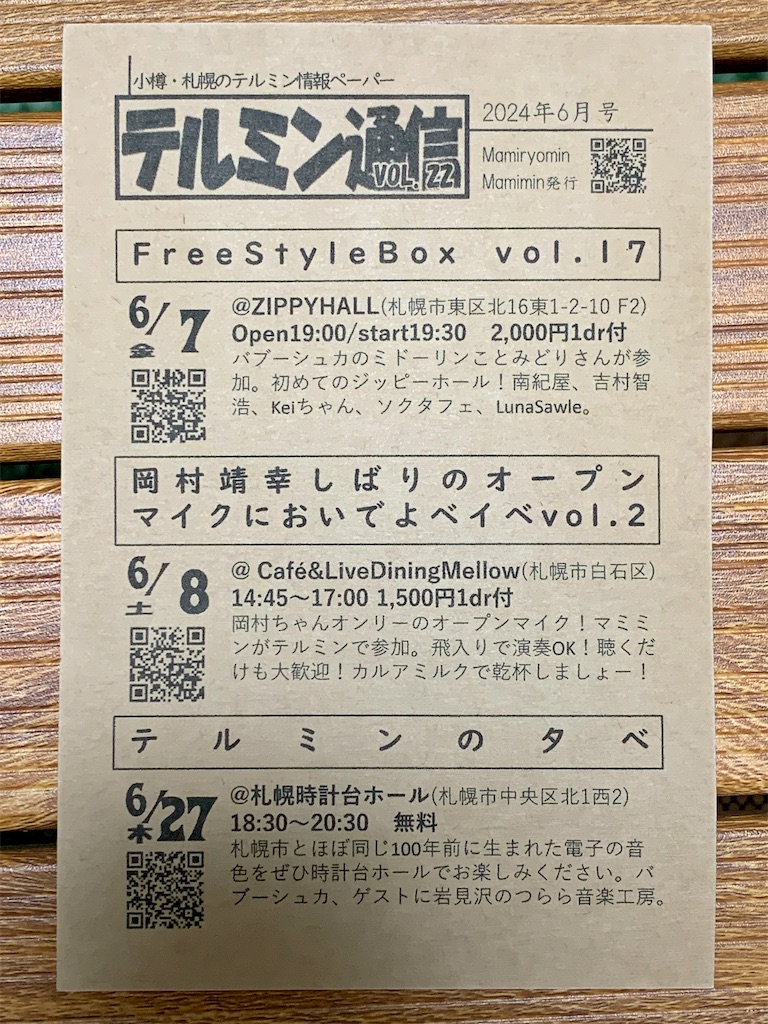 小樽・札幌のテルミン情報ペーパー
テルミン通信
VOL. 22
2024年6月号
Mamiryomin
Mamimin発行
FreeStyleBox vol.17
6/7
金
@ZIPPYHALL(札幌市東区北16東1-2-10 F2)
Open19:00/start19:30 2,000円1dr付
バブーシュカのミドーリンことみどりさんが参
加。初めてのジッピーホール！南紀屋、吉村智
浩、Keiちゃん、ソクタフェ、LunaSawle。
岡村靖幸しばりのオープン
マイクにおいでよベイベvol.2
6/8
土
@ Café&LiveDiningMellow(札幌市白石区)
14:45～17:00 1,500円1dr付
岡村ちゃんオンリーのオープンマイク！マミミ
ンがテルミンで参加。飛入りで演奏OK！聴くだ
けも大歓迎！カルアミルクで乾杯しましょー！
テルミンの夕べ
6/27
木
@札幌時計台ホール(札幌市中央区北1西2)
18:30～20:30 無料
札幌市とほぼ同じ100年前に生まれた電子の音
色をぜひ時計台ホールでお楽しみください。バ
ブーシュカ、ゲストに岩見沢のつらら音楽工房。